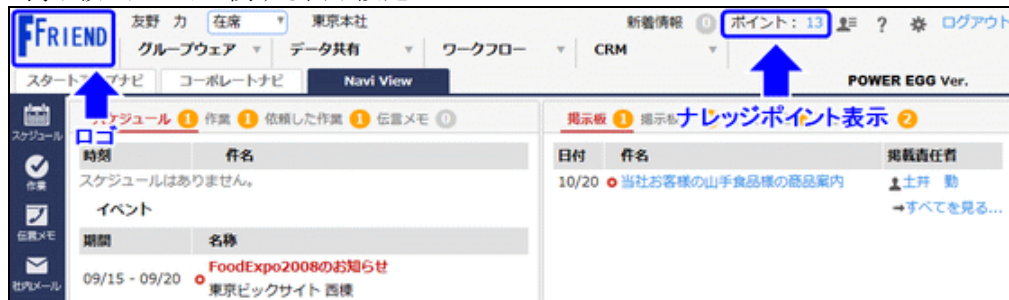 FFRIEND 友野 力 在席 東京本社 新着情報 0 ポイント： 13 ? ログアウト
グループウェア データ共有 ワークフロー CRM
コーポレートナビ Navi View POWER EGG Ver.
スケジュール
スケジュール 1 作業 1 依頼した作業 1 伝言メモ 0
掲示板 1
ナレッジポイント表示 2
ロゴ
時刻 件名
スケジュールはありません。
作業
イベント
伝言メモ
期間 名称
09/15 - 09/20 FoodExpo2008のお知らせ
東京ビックサイト 西棟
社内メール
日付 件名 掲載責任者
10/20 当社お客様の山手食品様の商品案内 土井 勤
➡すべてを見る...